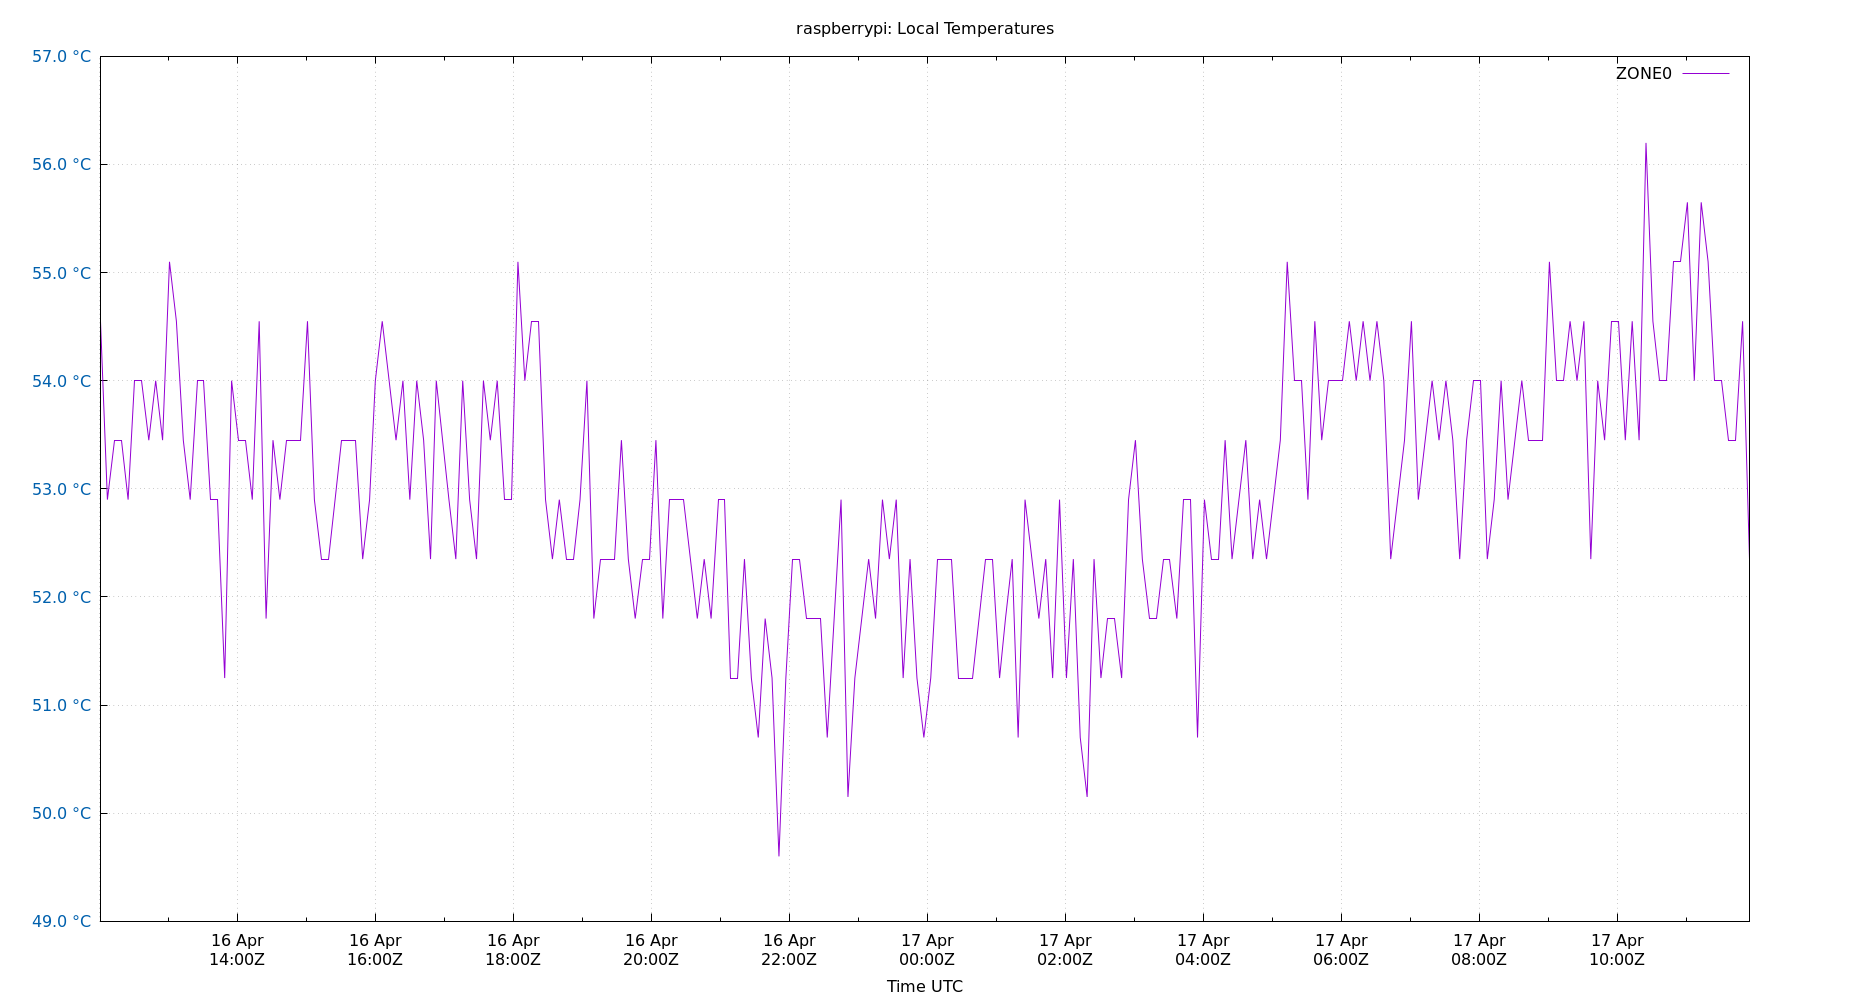 raspberrypi: Local Temperatures
57.0 °C
ZONE0
56.0 °C
55.0 °C
54.0 °C
53.0 °C
52.0 °C
51.0 °C
50.0 °C
49.0 °C
16 Apr 16 Apr 16 Apr 16 Apr 16 Apr 17 Apr 17 Apr 17 Apr 17 Apr 17 Apr 17 Apr
14:00Z 16:00Z 18:00Z 20:00Z 22:00Z 00:00Z 02:00Z 04:00Z 06:00Z 08:00Z 10:00Z
Time UTC